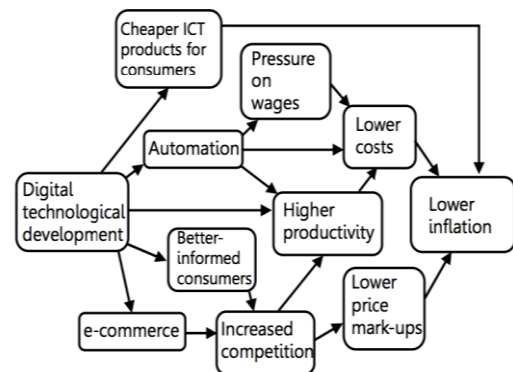 Cheaper ICT
products for
consumers
Pressure
on
wages
Automation
Lower
costs
Digital
technological
development
Higher
productivity
Lower
inflation
Better-
informed
consumers
Lower
price
mark-ups
e-commerce
Increased
competition